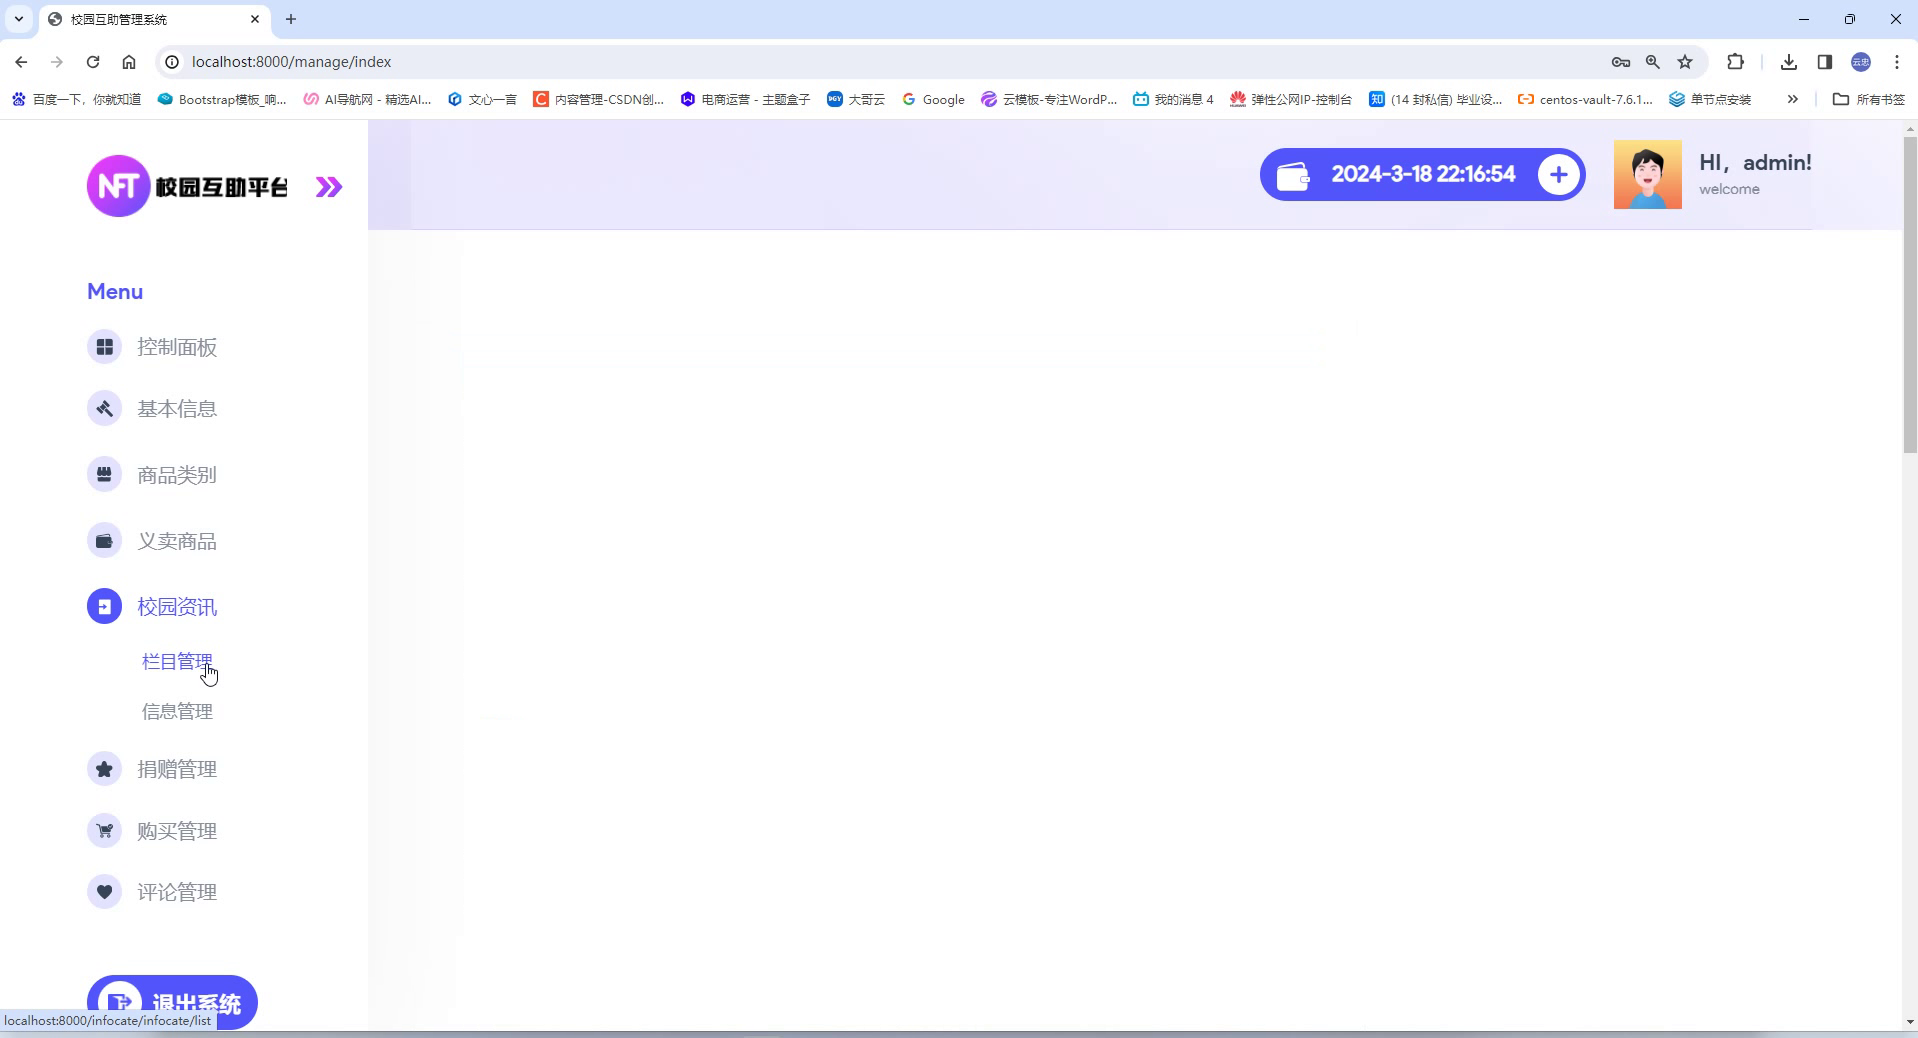 校园互助管理系统
localhost:8000/manage/index
百度一下，你就知道 Bootstrap模板_响... AI导航网 - 精选AI... 文心一言 内容管理-CSDN创... 电商运营 - 主题盒子 大哥云 Google 云模板-专注WordP... 我的消息 4 弹性公网IP-控制台 (14 封私信) 毕业设... centos-vault-7.6.1... 单节点安装 » 所有书签
NFT 校园互助平台
2024-3-18 22:16:54
HI，admin!
welcome
Menu
控制面板
基本信息
商品类别
义卖商品
校园资讯
栏目管理
信息管理
捐赠管理
购买管理
评论管理
退出系统
localhost:8000/infocate/infocate/list